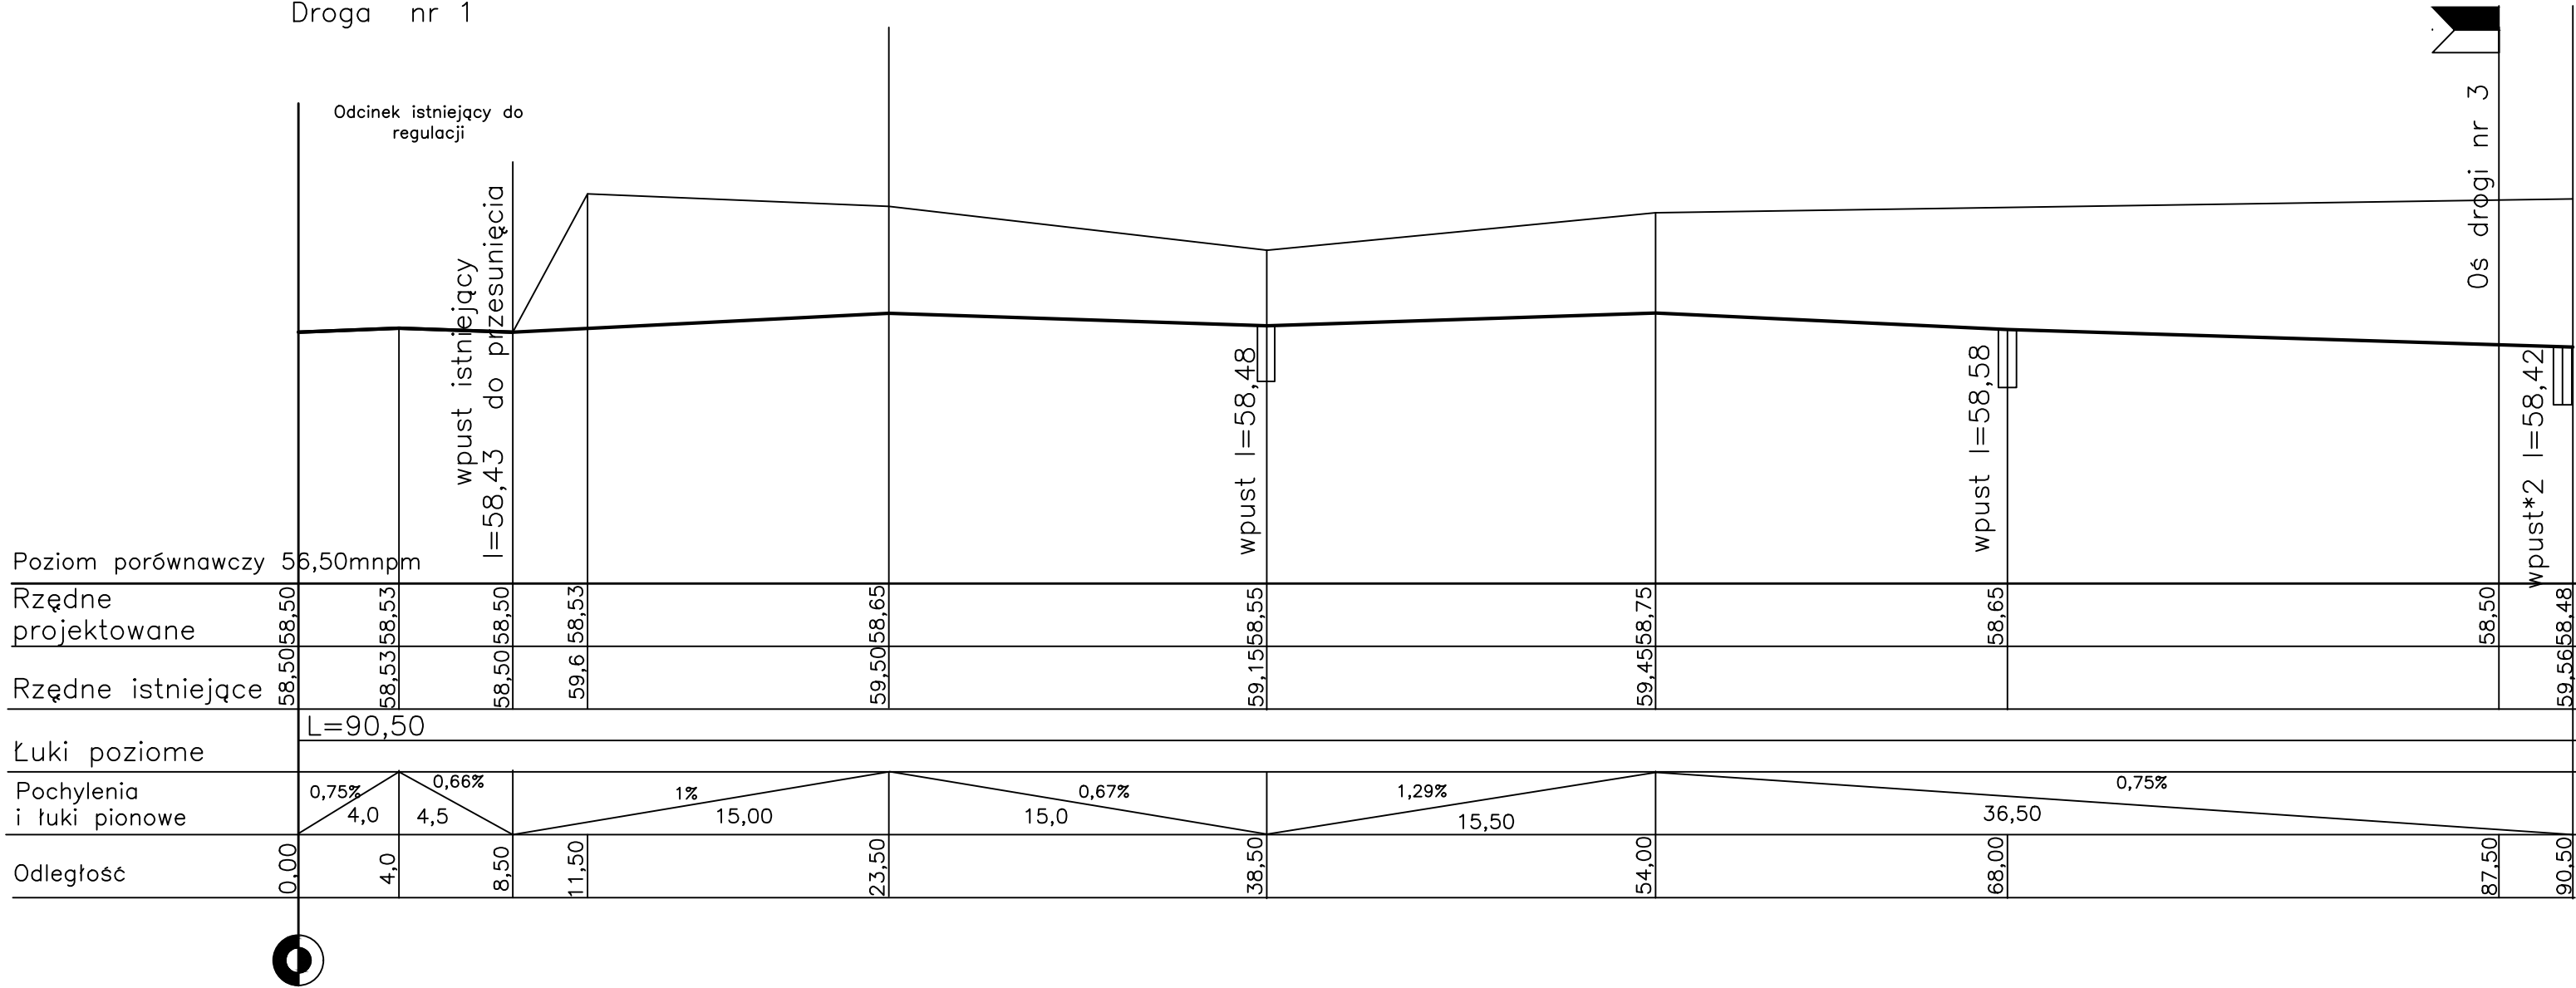 Droga nr 1
Odcinek istniejący do
regulacji
wpust istniejący
l=58,43 do przesunięcia
wpust l=58,48
wpust l=58,58
Oś drogi nr 3
wpust*2 l=58,42
Poziom porównawczy 56,50mnpm
Rzędne
projektowane
58,50 58,53 58,50 58,53 58,65 58,55 58,75 58,65 58,50 58,48
Rzędne istniejące
58,50 58,53 58,50 59,6 59,50 59,15 59,45 59,56
L=90,50
Łuki poziome
Pochylenia
i łuki pionowe
0,75% 0,66% 1% 0,67% 1,29% 0,75%
4,0 4,5 15,00 15,0 15,50 36,50
Odległość
0,00 4,0 8,50 11,50 23,50 38,50 54,00 68,00 87,50 90,50